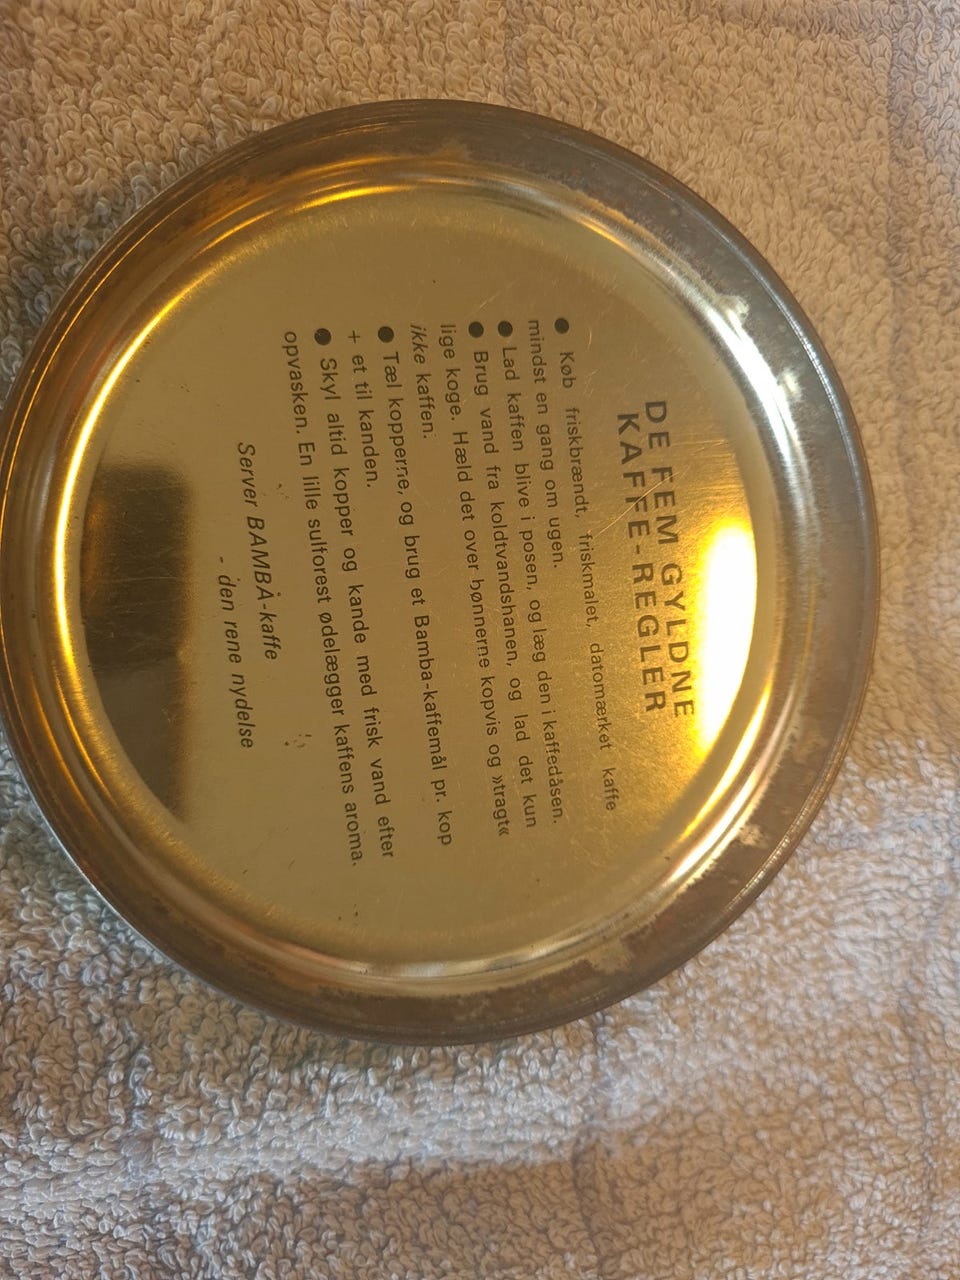 DE FEM GYLDNE
KAFFE-REGLER
● Køb friskbrændt, friskmalet, datomærket kaffe
mindst en gang om ugen.
● Lad kaffen blive i posen, og læg den i kaffedåsen.
● Brug vand fra koldtvandshanen, og lad det kun
lige koge. Hæld det over bønnerne kopvis og »tragt«
ikke kaffen.
● Tæl kopperne, og brug et Bamba-kaffemål pr. kop
+ et til kanden.
● Skyl altid kopper og kande med frisk vand efter
opvasken. En lille sulforest ødelægger kaffens aroma.
Server BAMBÅ-kaffe
- den rene nydelse